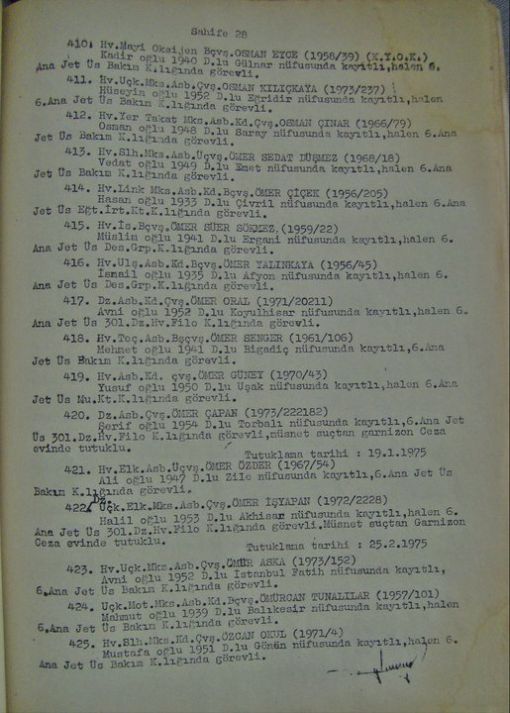 Sahife 28
410. Hv.Mayi Oksijen Bçvş.OSMAN EYCE (1958/39) (K.Y.O.K.)
Kadir oğlu 1940 D.lu Gülnar nüfusunda kayıtlı,halen 6.
Ana Jet Üs Bakım K.lığında görevli.
411. Hv.Uçk.Mks.Asb.Çvş.OSMAN KILIÇKAYA (1973/237)
Hüseyin oğlu 1952 D.lu Eğridir nüfusunda kayıtlı,halen
6.Ana Jet Üs Bakım K.lığında görevli.
412. Hv.Yer Takat Mks.Asb.Kd.Çvş.OSMAN ÇINAR (1966/79)
Osman oğlu 1948 D.lu Saray nüfusunda kayıtlı,halen 6.Ana
Jet Üs Bakım K.lığında görevli.
413. Hv.Slh.Mks.Asb.Üçvş.ÖMER SEDAT DÜŞMEZ (1968/18)
Vedat oğlu 1949 D.lu Emet nüfusunda kayıtlı,halen 6.Ana
Jet Üs Bakım K.lığında görevli.
414. Hv.Link Mks.Asb.Kd.Bçvş.ÖMER ÇİÇEK (1956/205)
Hasan oğlu 1933 D.lu Çivril nüfusunda kayıtlı,halen 6.Ana
Jet Üs Eğt.İrt.Kt.K.lığında görevli.
415. Hv.İs.Bçvş.ÖMER SÜER SÖKMEZ,(1959/22)
Müslim oğlu 1941 D.lu Ergani nüfusunda kayıtlı,halen 6.
Ana Jet Üs Des.Grp.K.lığında görevli.
416. Hv.Ulş.Asb.Kd.Bçvş.ÖMER YALINKAYA (1956/45)
İsmail oğlu 1935 D.lu Afyon nüfusunda kayıtlı,halen 6.
Ana Jet Üs Des.Grp.K.lığında görevli.
417. Dz.Asb.Kd.Çvş.ÖMER ORAL (1971/20211)
Avni oğlu 1952 D.lu Koyulhisar nüfusunda kayıtlı,halen 6.
Ana Jet Üs 301.Dz.Hv.Filo K.lığında görevli.
418. Hv.Toç.Asb.Bşçvş.ÖMER SENGER (1961/106)
Mehmet oğlu 1941 D.lu Bigadiç nüfusunda kayıtlı,6.Ana
Jet Üs Bakım K.lığında görevli.
419. Hv.Asb.Kd. çvş.ÖMER GÜNEY (1970/43)
Yusuf oğlu 1950 D.lu Uşak nüfusunda kayıtlı,halen 6.Ana
Jet Üs Mu.Kt.K.lığında görevli.
420. Dz.Asb.Çvş.ÖMER ÇAPAN (1973/222182)
Şerif oğlu 1954 D.lu Torbalı nüfusunda kayıtlı,6.Ana Jet
Üs 301.Dz.Hv.Filo K.lığında görevli,müsnet suçtan garnizon Ceza
evinde tutuklu.
Tutuklama tarihi : 19.1.1975
421. Hv.Elk.Asb.Üçvş.ÖMER ÖZDER (1967/54)
Ali oğlu 1947 D.lu Zile nüfusunda kayıtlı,6.Ana Jet Üs
Bakım K.lığında görevli.
Dz.
422. Uçk.Elk.Mks.Asb.Çvş.ÖMER İŞYAPAN (1972/2228)
Halil oğlu 1953 D.lu Akhisar nüfusunda kayıtlı,halen 6.
Ana Jet Üs 301.Dz.Hv.Filo K.lığında görevli.Müsnet suçtan Garnizon
Ceza evinde tutuklu.
Tutuklama tarihi : 25.2.1975
423. Hv.Uçk.Mks.Asb.Çvş.ÖMÜR ASKA (1973/152)
Avni oğlu 1952 D.lu İstanbul Fatih nüfusunda kayıtlı,
6.Ana Jet Üs Bakım K.lığında görevli.
424. Uçk.Mot.Mks.Asb.Kd.Bçvş.ÖMÜRCAN TUNALILAR (1957/101)
Mahmut oğlu 1939 D.lu Balıkesir nüfusunda kayıtlı,halen
6.Ana Jet Üs Bakım K.lığında görevli.
425. Hv.Slh.Mks.Kd.Çvş.ÖZCAN OKUL (1971/4)
Mustafa oğlu 1951 D.lu Gönan nüfusunda kayıtlı,halen 6.
Ana Jet Üs Bakım K.lığında görevli.